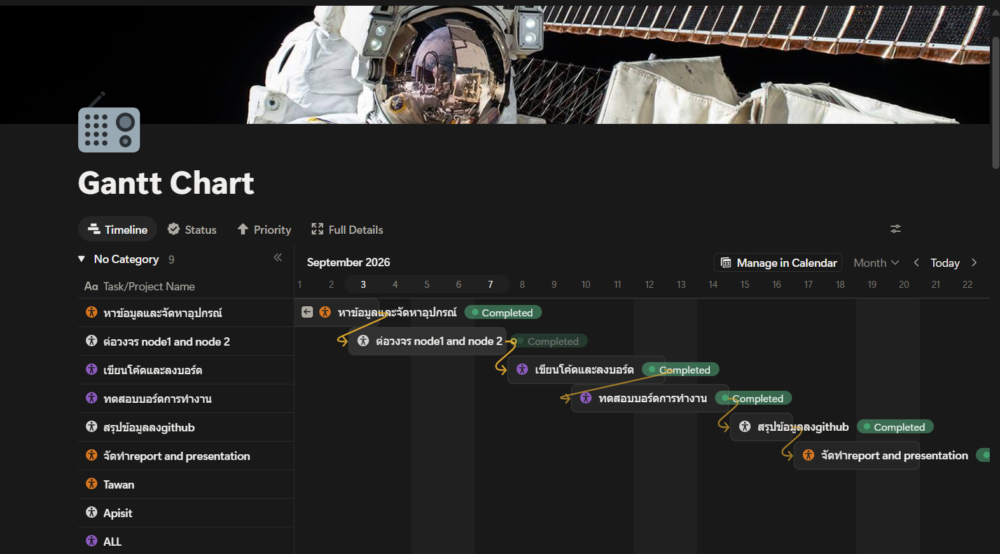 Gantt Chart
Timeline Status Priority Full Details
No Category 9
September 2026 23 Manage in Calendar Month Today
Aa Task/Project Name
1 2 3 4 5 6 7 8 9 10 11 12 13 14 15 16 17 18 19 20 21 22
หาข้อมูลและจัดหาอุปกรณ์
หาข้อมูลและจัดหาอุปกรณ์ Completed
ต่อวงจร node1 and node 2
ต่อวงจร node1 and node 2 Completed
เขียนโค้ดและลงบอร์ด
เขียนโค้ดและลงบอร์ด Completed
ทดสอบบอร์ดการทำงาน
ทดสอบบอร์ดการทำงาน Completed
สรุปข้อมูลลงgithub
สรุปข้อมูลลงgithub Completed
จัดทำreport and presentation
จัดทำreport and presentation
Tawan
Apisit
ALL